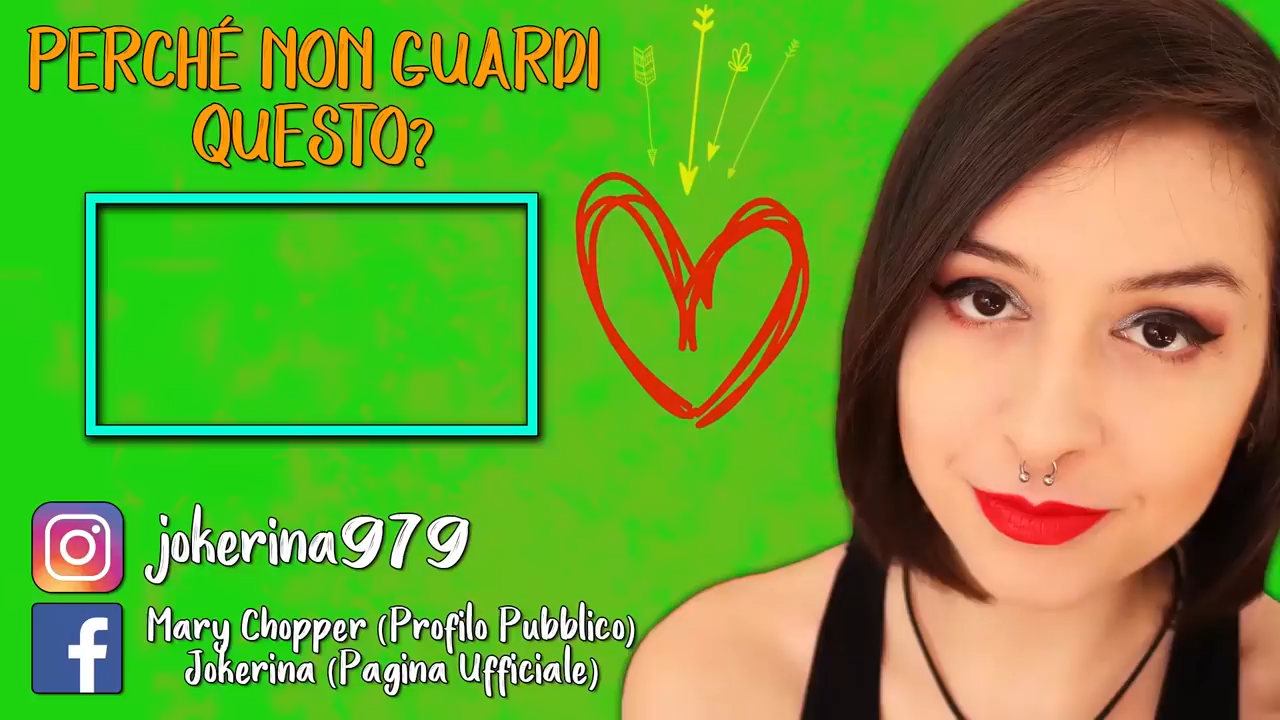 PERCHÉ NON GUARDI
QUESTO?
jokerina979
Mary Chopper (Profilo Pubblico)
Jokerina (Pagina Ufficiale)